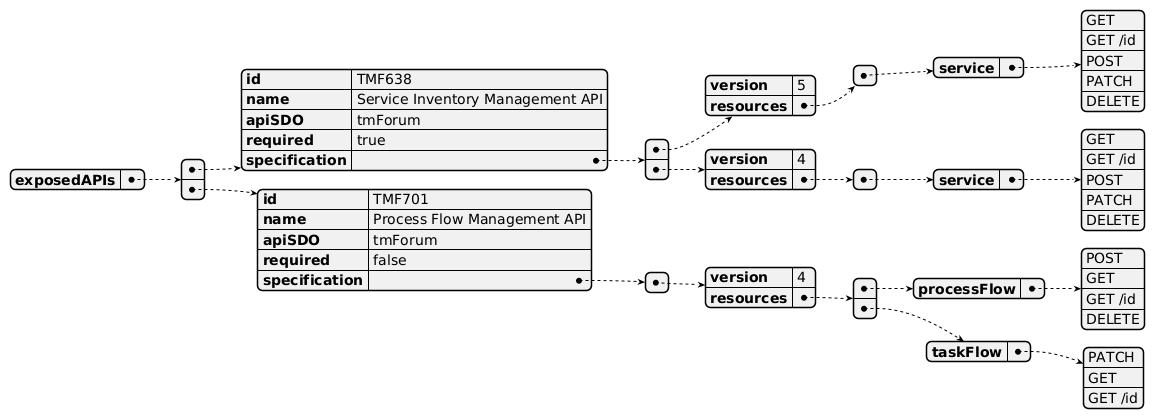 exposedAPIs
id TMF638
name Service Inventory Management API
apiSDO tmForum
required true
specification
version 5
resources
service
GET
GET /id
POST
PATCH
DELETE
version 4
resources
service
GET
GET /id
POST
PATCH
DELETE
id TMF701
name Process Flow Management API
apiSDO tmForum
required false
specification
version 4
resources
processFlow
POST
GET
GET /id
DELETE
taskFlow
PATCH
GET
GET /id